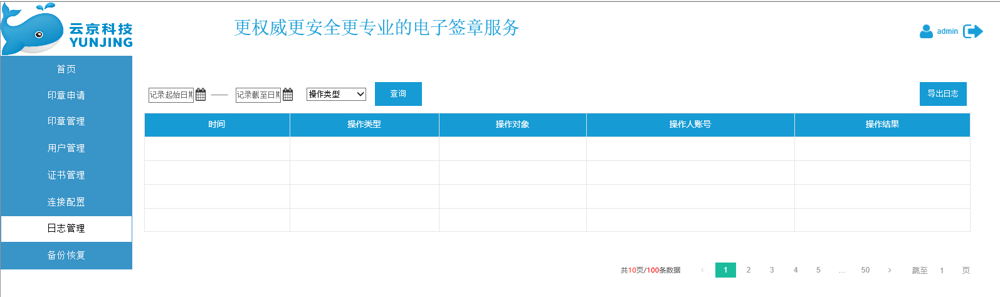 云京科技
YUNJING
更权威更安全更专业的电子签章服务
admin
首页
印章申请
印章管理
用户管理
证书管理
连接配置
日志管理
备份恢复
记录起始日期 —— 记录截至日期 操作类型 查询 导出日志
时间 操作类型 操作对象 操作人账号 操作结果
共10页/100条数据 < 1 2 3 4 5 ... 50 > 跳至 1 页